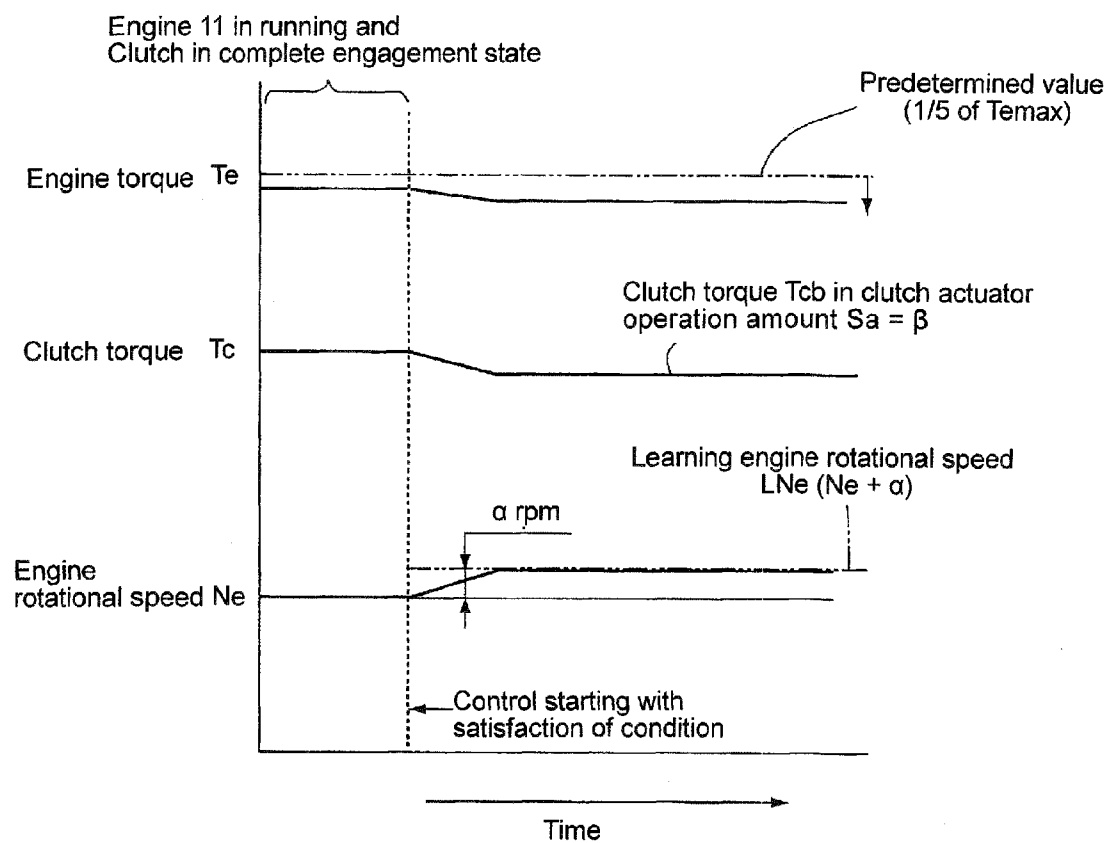 Engine 11 in running and
Clutch in complete engagement state
Predetermined value
(1/5 of Temax)
Engine torque Te
Clutch torque Tcb in clutch actuator
operation amount Sa = β
Clutch torque Tc
Learning engine rotational speed
LNe (Ne + α)
α rpm
Engine
rotational speed Ne
Control starting with
satisfaction of condition
Time